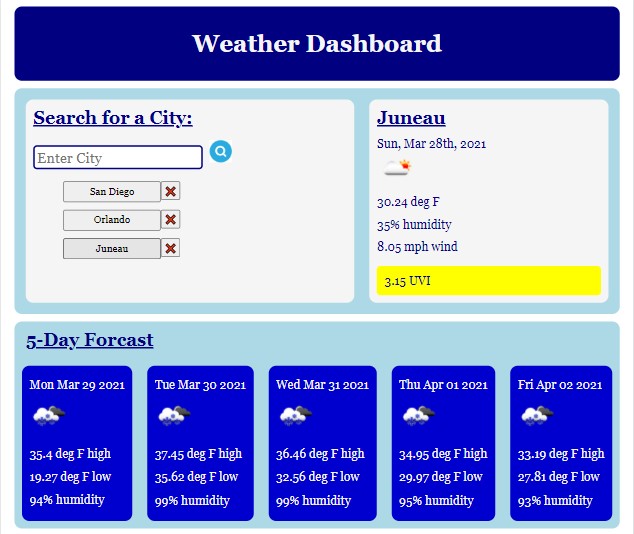 Weather Dashboard
Search for a City:
Enter City
San Diego
Orlando
Juneau
Juneau
Sun, Mar 28th, 2021
30.24 deg F
35% humidity
8.05 mph wind
3.15 UVI
5-Day Forcast
Mon Mar 29 2021
35.4 deg F high
19.27 deg F low
94% humidity
Tue Mar 30 2021
37.45 deg F high
35.62 deg F low
99% humidity
Wed Mar 31 2021
36.46 deg F high
32.56 deg F low
99% humidity
Thu Apr 01 2021
34.95 deg F high
29.97 deg F low
95% humidity
Fri Apr 02 2021
33.19 deg F high
27.81 deg F low
93% humidity